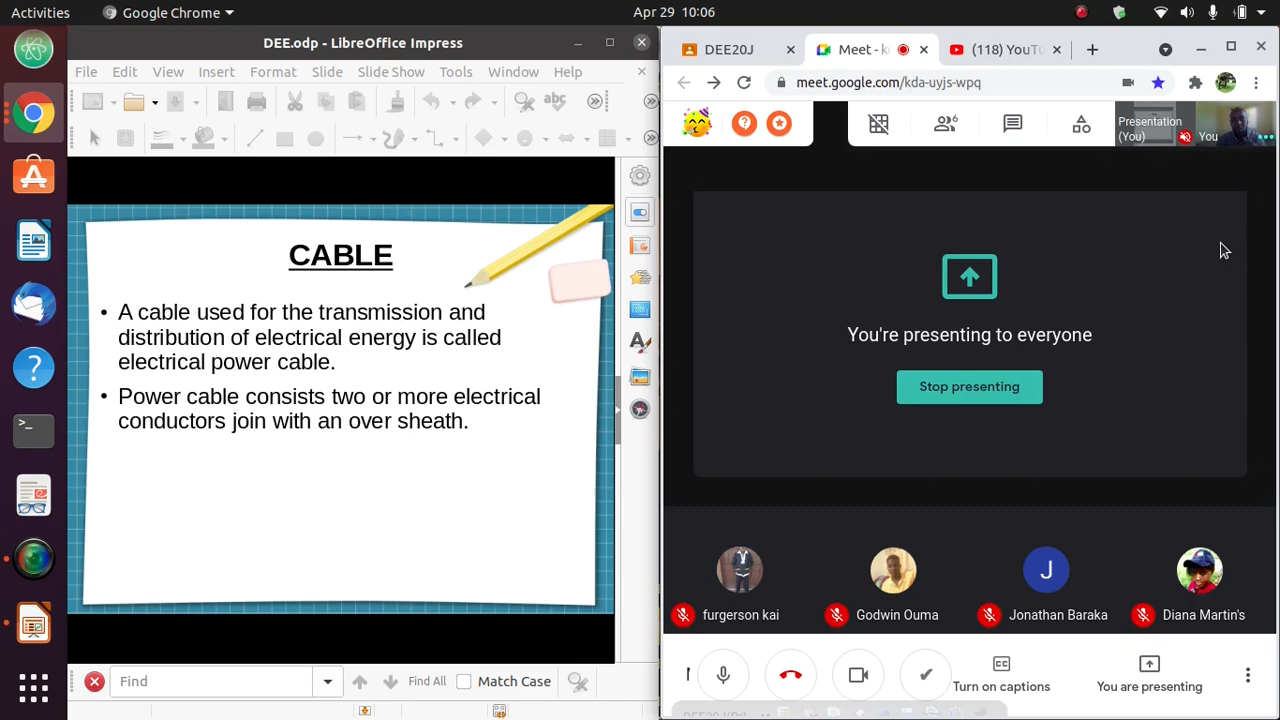 Activities
Google Chrome
Apr 29 10:06
DEE.odp - LibreOffice Impress
File Edit View Insert Format Slide Slide Show Tools Window Help
abc
CABLE
• A cable used for the transmission and
distribution of electrical energy is called
electrical power cable.
• Power cable consists two or more electrical
conductors join with an over sheath.
Find
Find All
Match Case
DEE20J
Meet - k
(118) YouTu
meet.google.com/kda-uyjs-wpq
6
Presentation
(You)
You
You're presenting to everyone
Stop presenting
furgerson kai
Godwin Ouma
J
Jonathan Baraka
Diana Martin's
CC
Turn on captions
You are presenting